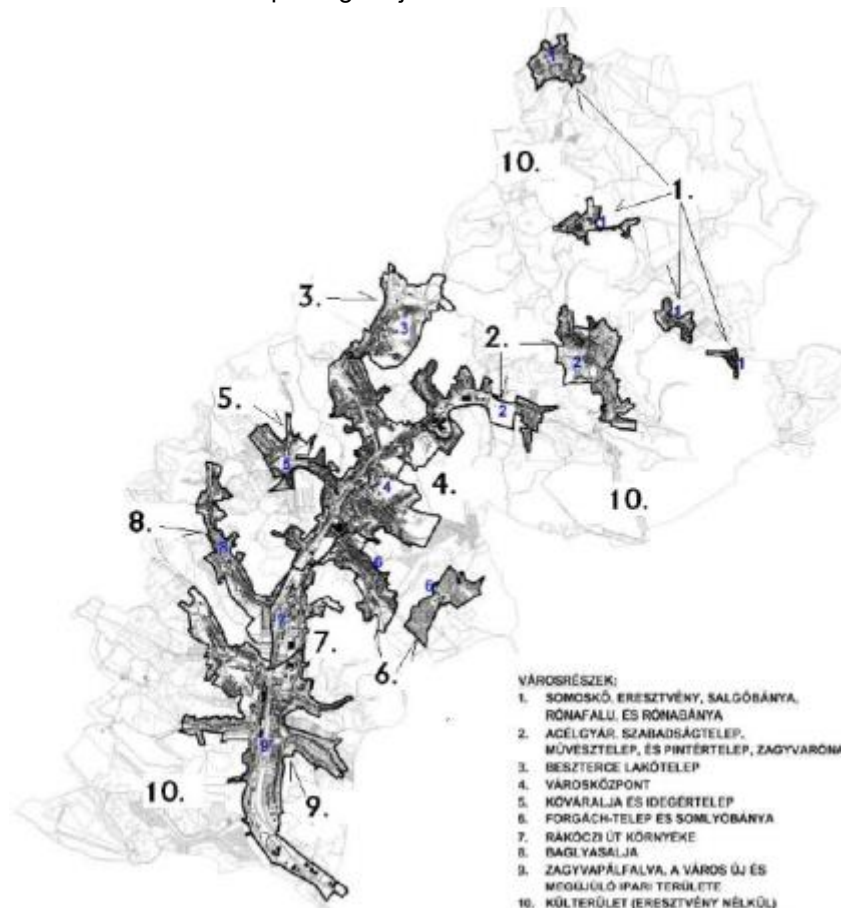 10.
1.
3.
2.
5.
4.
10.
8.
7.
6.
10.
9.
VÁROSRÉSZEK:
1. SOMOSKŐ, ERESZTVÉNY, SALGÓBÁNYA,
RÓNAFALU, ÉS RÓNABÁNYA
2. ACÉLGYÁR, SZABADSÁGTELEP,
MŰVÉSZTELEP, ÉS PINTÉRTELEP, ZAGYVARÓNA
3. BESZTERCE LAKÓTELEP
4. VÁROSKÖZPONT
5. KŐVÁRALJA ÉS IDEGÉRTELEP
6. FORGÁCH-TELEP ÉS SOMLYÓBÁNYA
7. RÁKÓCZI ÚT KÖRNYÉKE
8. BAGLYASALJA
9. ZAGYVAPÁLFALVA, A VÁROS ÚJ ÉS
MEGÚJULÓ IPARI TERÜLETE
10. KÜLTERÜLET (ERESZTVÉNY NÉLKÜL)